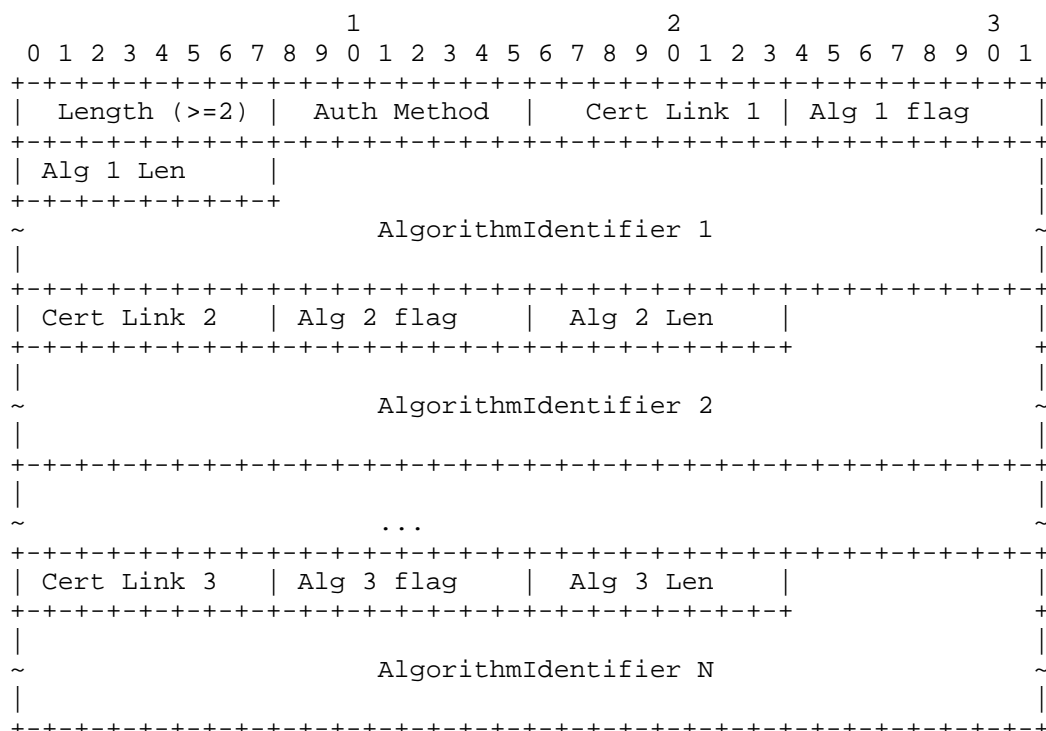 1                   2                   3
 0 1 2 3 4 5 6 7 8 9 0 1 2 3 4 5 6 7 8 9 0 1 2 3 4 5 6 7 8 9 0 1
+-+-+-+-+-+-+-+-+-+-+-+-+-+-+-+-+-+-+-+-+-+-+-+-+-+-+-+-+-+-+-+-+
|  Length (>=2) |  Auth Method  |   Cert Link 1 | Alg 1 flag    |
+-+-+-+-+-+-+-+-+-+-+-+-+-+-+-+-+-+-+-+-+-+-+-+-+-+-+-+-+-+-+-+-+
| Alg 1 Len     |                                               |
+-+-+-+-+-+-+-+-+                                               |
~                      AlgorithmIdentifier 1                    ~
|                                                               |
+-+-+-+-+-+-+-+-+-+-+-+-+-+-+-+-+-+-+-+-+-+-+-+-+-+-+-+-+-+-+-+-+
| Cert Link 2   | Alg 2 flag    |  Alg 2 Len    |               |
+-+-+-+-+-+-+-+-+-+-+-+-+-+-+-+-+-+-+-+-+-+-+-+-+               +
|                                                               |
~                      AlgorithmIdentifier 2                    ~
|                                                               |
+-+-+-+-+-+-+-+-+-+-+-+-+-+-+-+-+-+-+-+-+-+-+-+-+-+-+-+-+-+-+-+-+
|                                                               |
~                      ...                                      ~
+-+-+-+-+-+-+-+-+-+-+-+-+-+-+-+-+-+-+-+-+-+-+-+-+-+-+-+-+-+-+-+-+
| Cert Link 3   | Alg 3 flag    |  Alg 3 Len    |               |
+-+-+-+-+-+-+-+-+-+-+-+-+-+-+-+-+-+-+-+-+-+-+-+-+               +
|                                                               |
~                      AlgorithmIdentifier N                    ~
|                                                               |
+-+-+-+-+-+-+-+-+-+-+-+-+-+-+-+-+-+-+-+-+-+-+-+-+-+-+-+-+-+-+-+-+